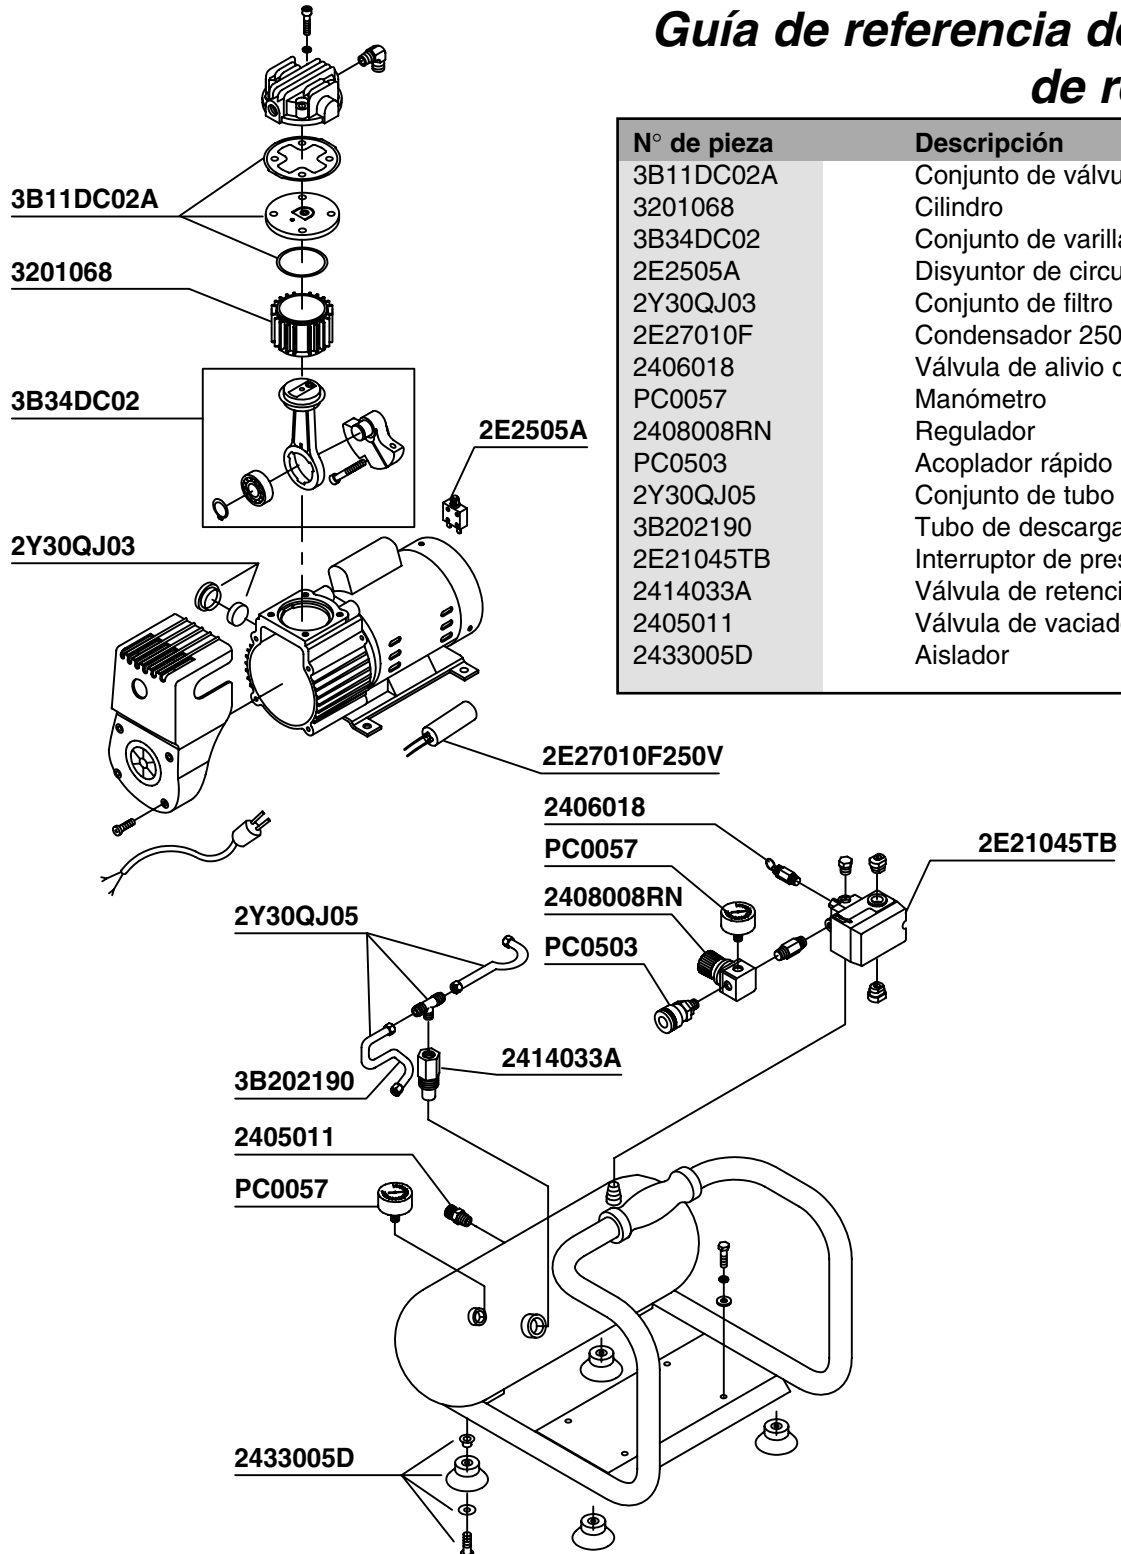 Guía de referencia de
de re
N° de pieza Descripción
3B11DC02A Conjunto de válvu
3201068 Cilindro
3B34DC02 Conjunto de varilla
2E2505A Disyuntor de circu
2Y30QJ03 Conjunto de filtro
2E27010F Condensador 250
2406018 Válvula de alivio d
PC0057 Manómetro
2408008RN Regulador
PC0503 Acoplador rápido
2Y30QJ05 Conjunto de tubo
3B202190 Tubo de descarga
2E21045TB Interruptor de pres
2414033A Válvula de retenci
2405011 Válvula de vaciado
2433005D Aislador
3B11DC02A
3201068
3B34DC02
2E2505A
2Y30QJ03
2E27010F250V
2406018
PC0057
2E21045TB
2408008RN
PC0503
2Y30QJ05
2414033A
3B202190
2405011
PC0057
2433005D